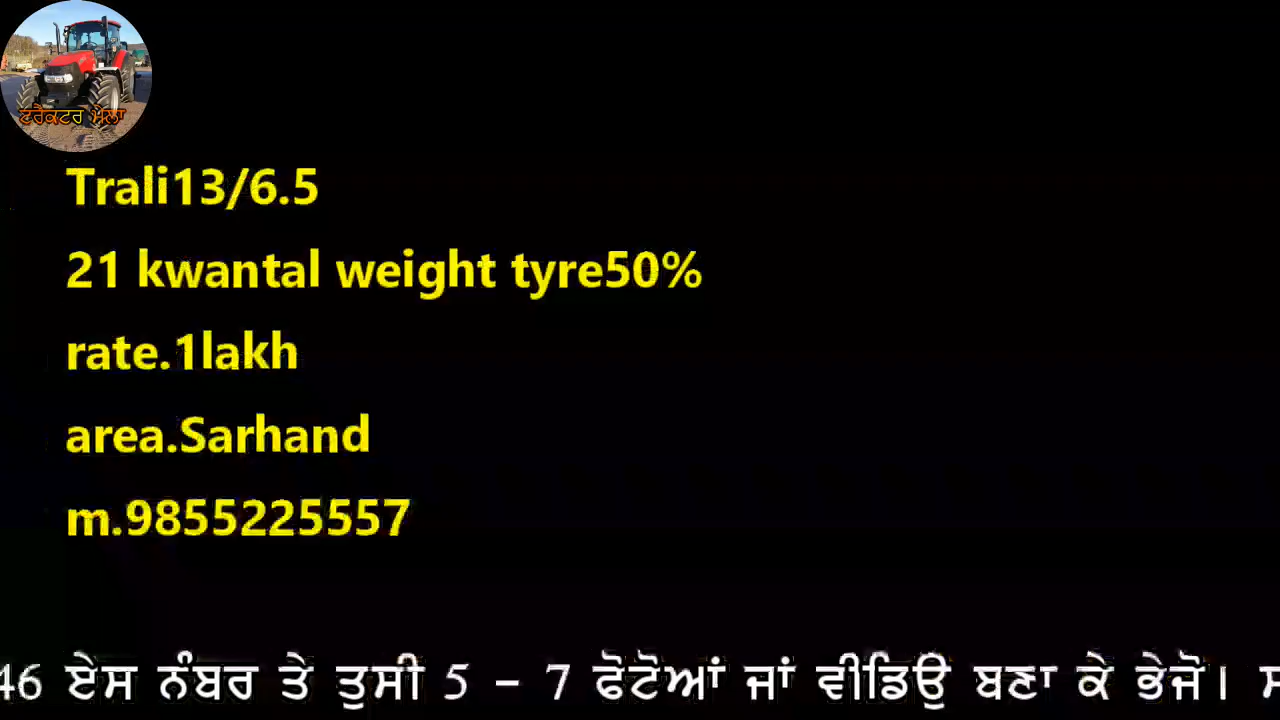 ਟਰੈਕਟਰ ਮੇਲਾ
Trali13/6.5
21 kwantal weight tyre50%
rate.1lakh
area.Sarhand
m.9855225557
46 ਏਸ ਨੰਬਰ ਤੇ ਤੁਸੀ 5 - 7 ਫੋਟੋਆਂ ਜਾਂ ਵੀਡਿਉ ਬਣਾ ਕੇ ਭੇਜੋਂ।